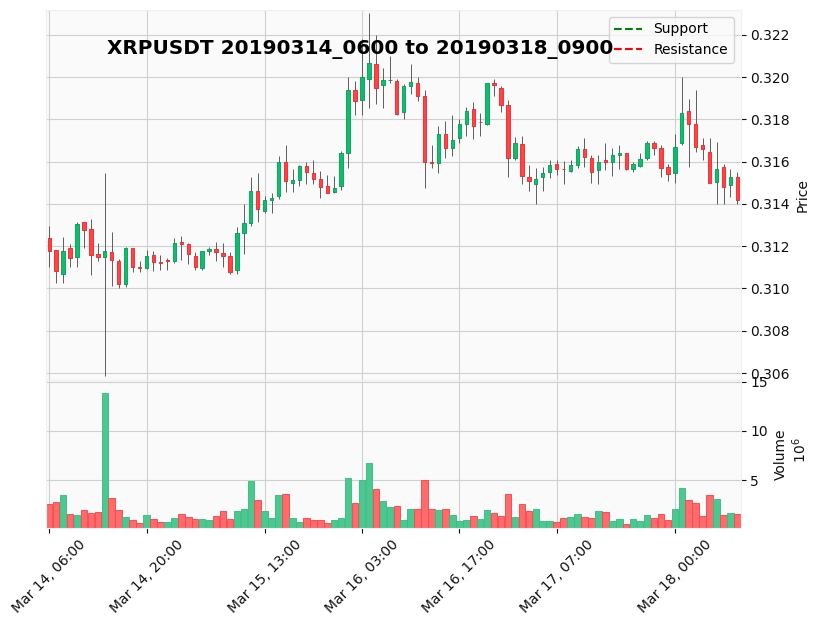 XRPUSDT 20190314_0600 to 20190318_0900
Support
Resistance
0.322
0.320
0.318
0.316
0.314
0.312
0.310
0.308
0.306
Price
15
10
5
Volume
10^6
Mar 14, 06:00
Mar 14, 20:00
Mar 15, 13:00
Mar 16, 03:00
Mar 16, 17:00
Mar 17, 07:00
Mar 18, 00:00